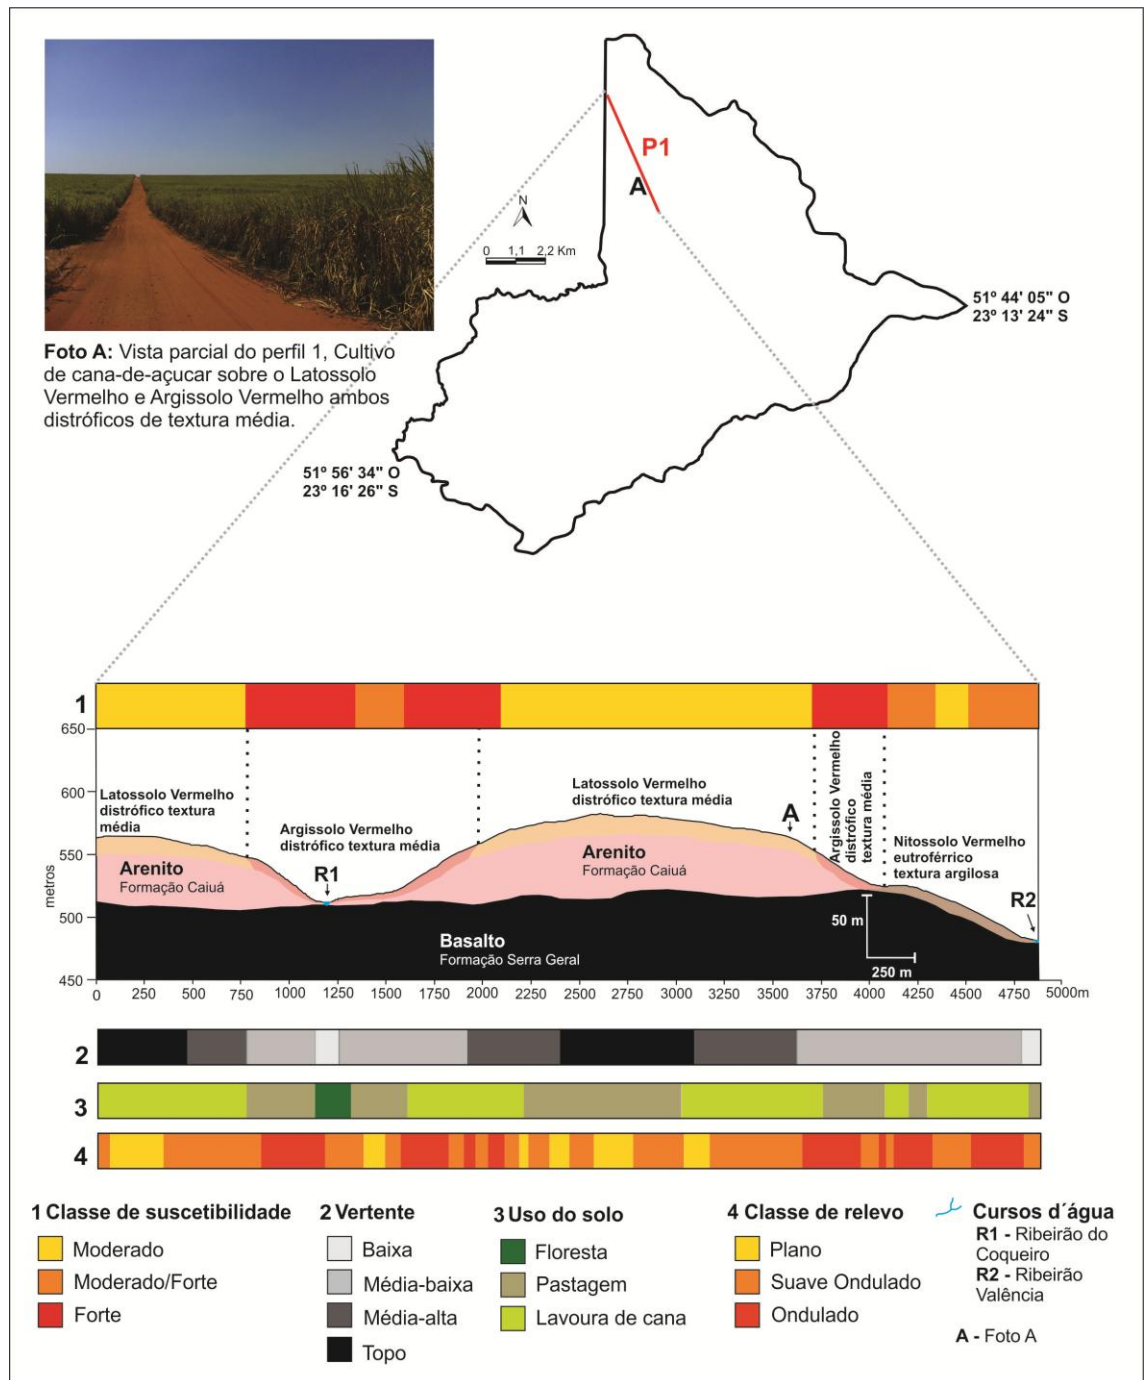 P1
A
N
0 1,1 2,2 Km
51º 44' 05" O
23º 13' 24" S
Foto A: Vista parcial do perfil 1, Cultivo
de cana-de-açucar sobre o Latossolo
Vermelho e Argissolo Vermelho ambos
distróficos de textura média.
51º 56' 34" O
23º 16' 26" S
1
650
600
550
500
450
metros
Latossolo Vermelho
distrófico textura
média
Argissolo Vermelho
distrófico textura média
Latossolo Vermelho
distrófico textura média
Argissolo Vermelho
distrófico
textura média
Nitossolo Vermelho
eutroférrico
textura argilosa
A
R1
R2
Arenito
Formação Caiuá
Arenito
Formação Caiuá
Basalto
Formação Serra Geral
50 m
250 m
0 250 500 750 1000 1250 1500 1750 2000 2250 2500 2750 3000 3250 3500 3750 4000 4250 4500 4750 5000m
2
3
4
1 Classe de suscetibilidade
Moderado
Moderado/Forte
Forte
2 Vertente
Baixa
Média-baixa
Média-alta
Topo
3 Uso do solo
Floresta
Pastagem
Lavoura de cana
4 Classe de relevo
Plano
Suave Ondulado
Ondulado
Cursos d´água
R1 - Ribeirão do
Coqueiro
R2 - Ribeirão
Valência
A - Foto A